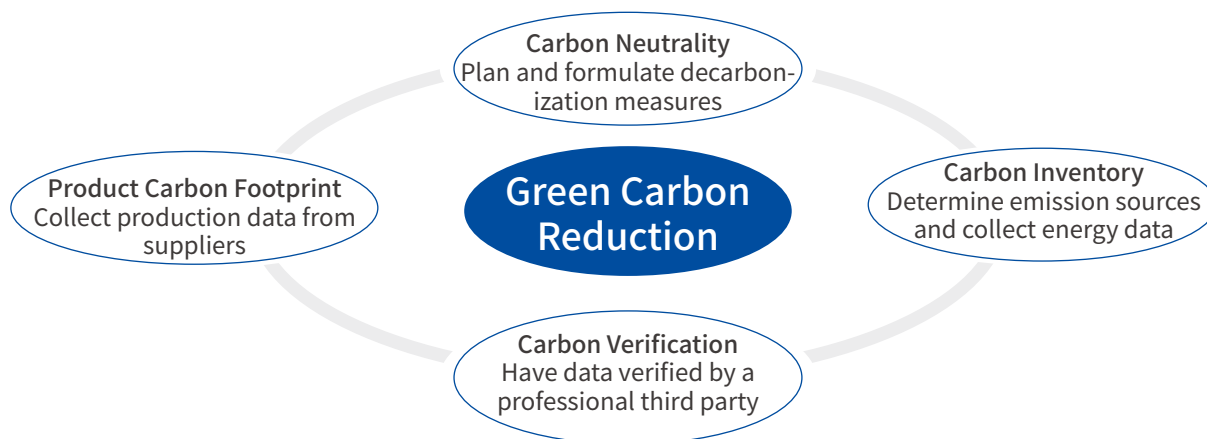 Carbon Neutrality
Plan and formulate decarbon-
ization measures
Product Carbon Footprint
Collect production data from
suppliers
Green Carbon
Reduction
Carbon Inventory
Determine emission sources
and collect energy data
Carbon Verification
Have data verified by a
professional third party